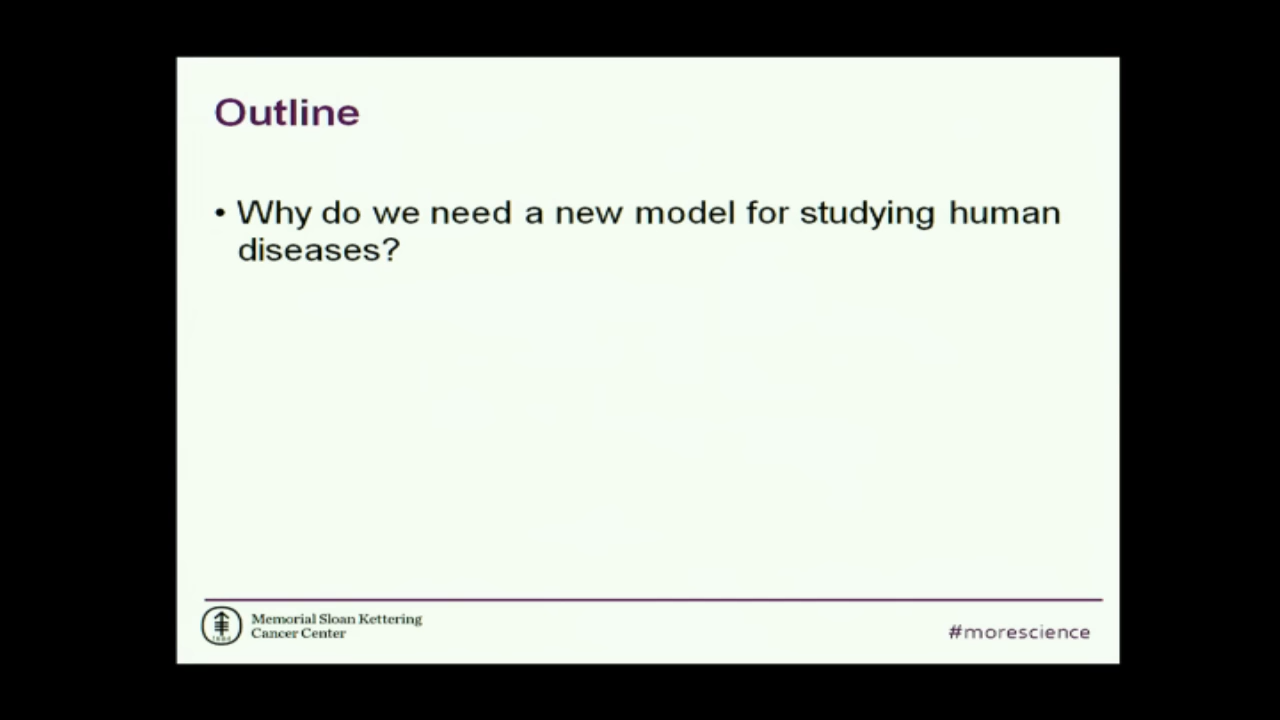 Outline
• Why do we need a new model for studying human
diseases?
Memorial Sloan Kettering
Cancer Center
#morescience